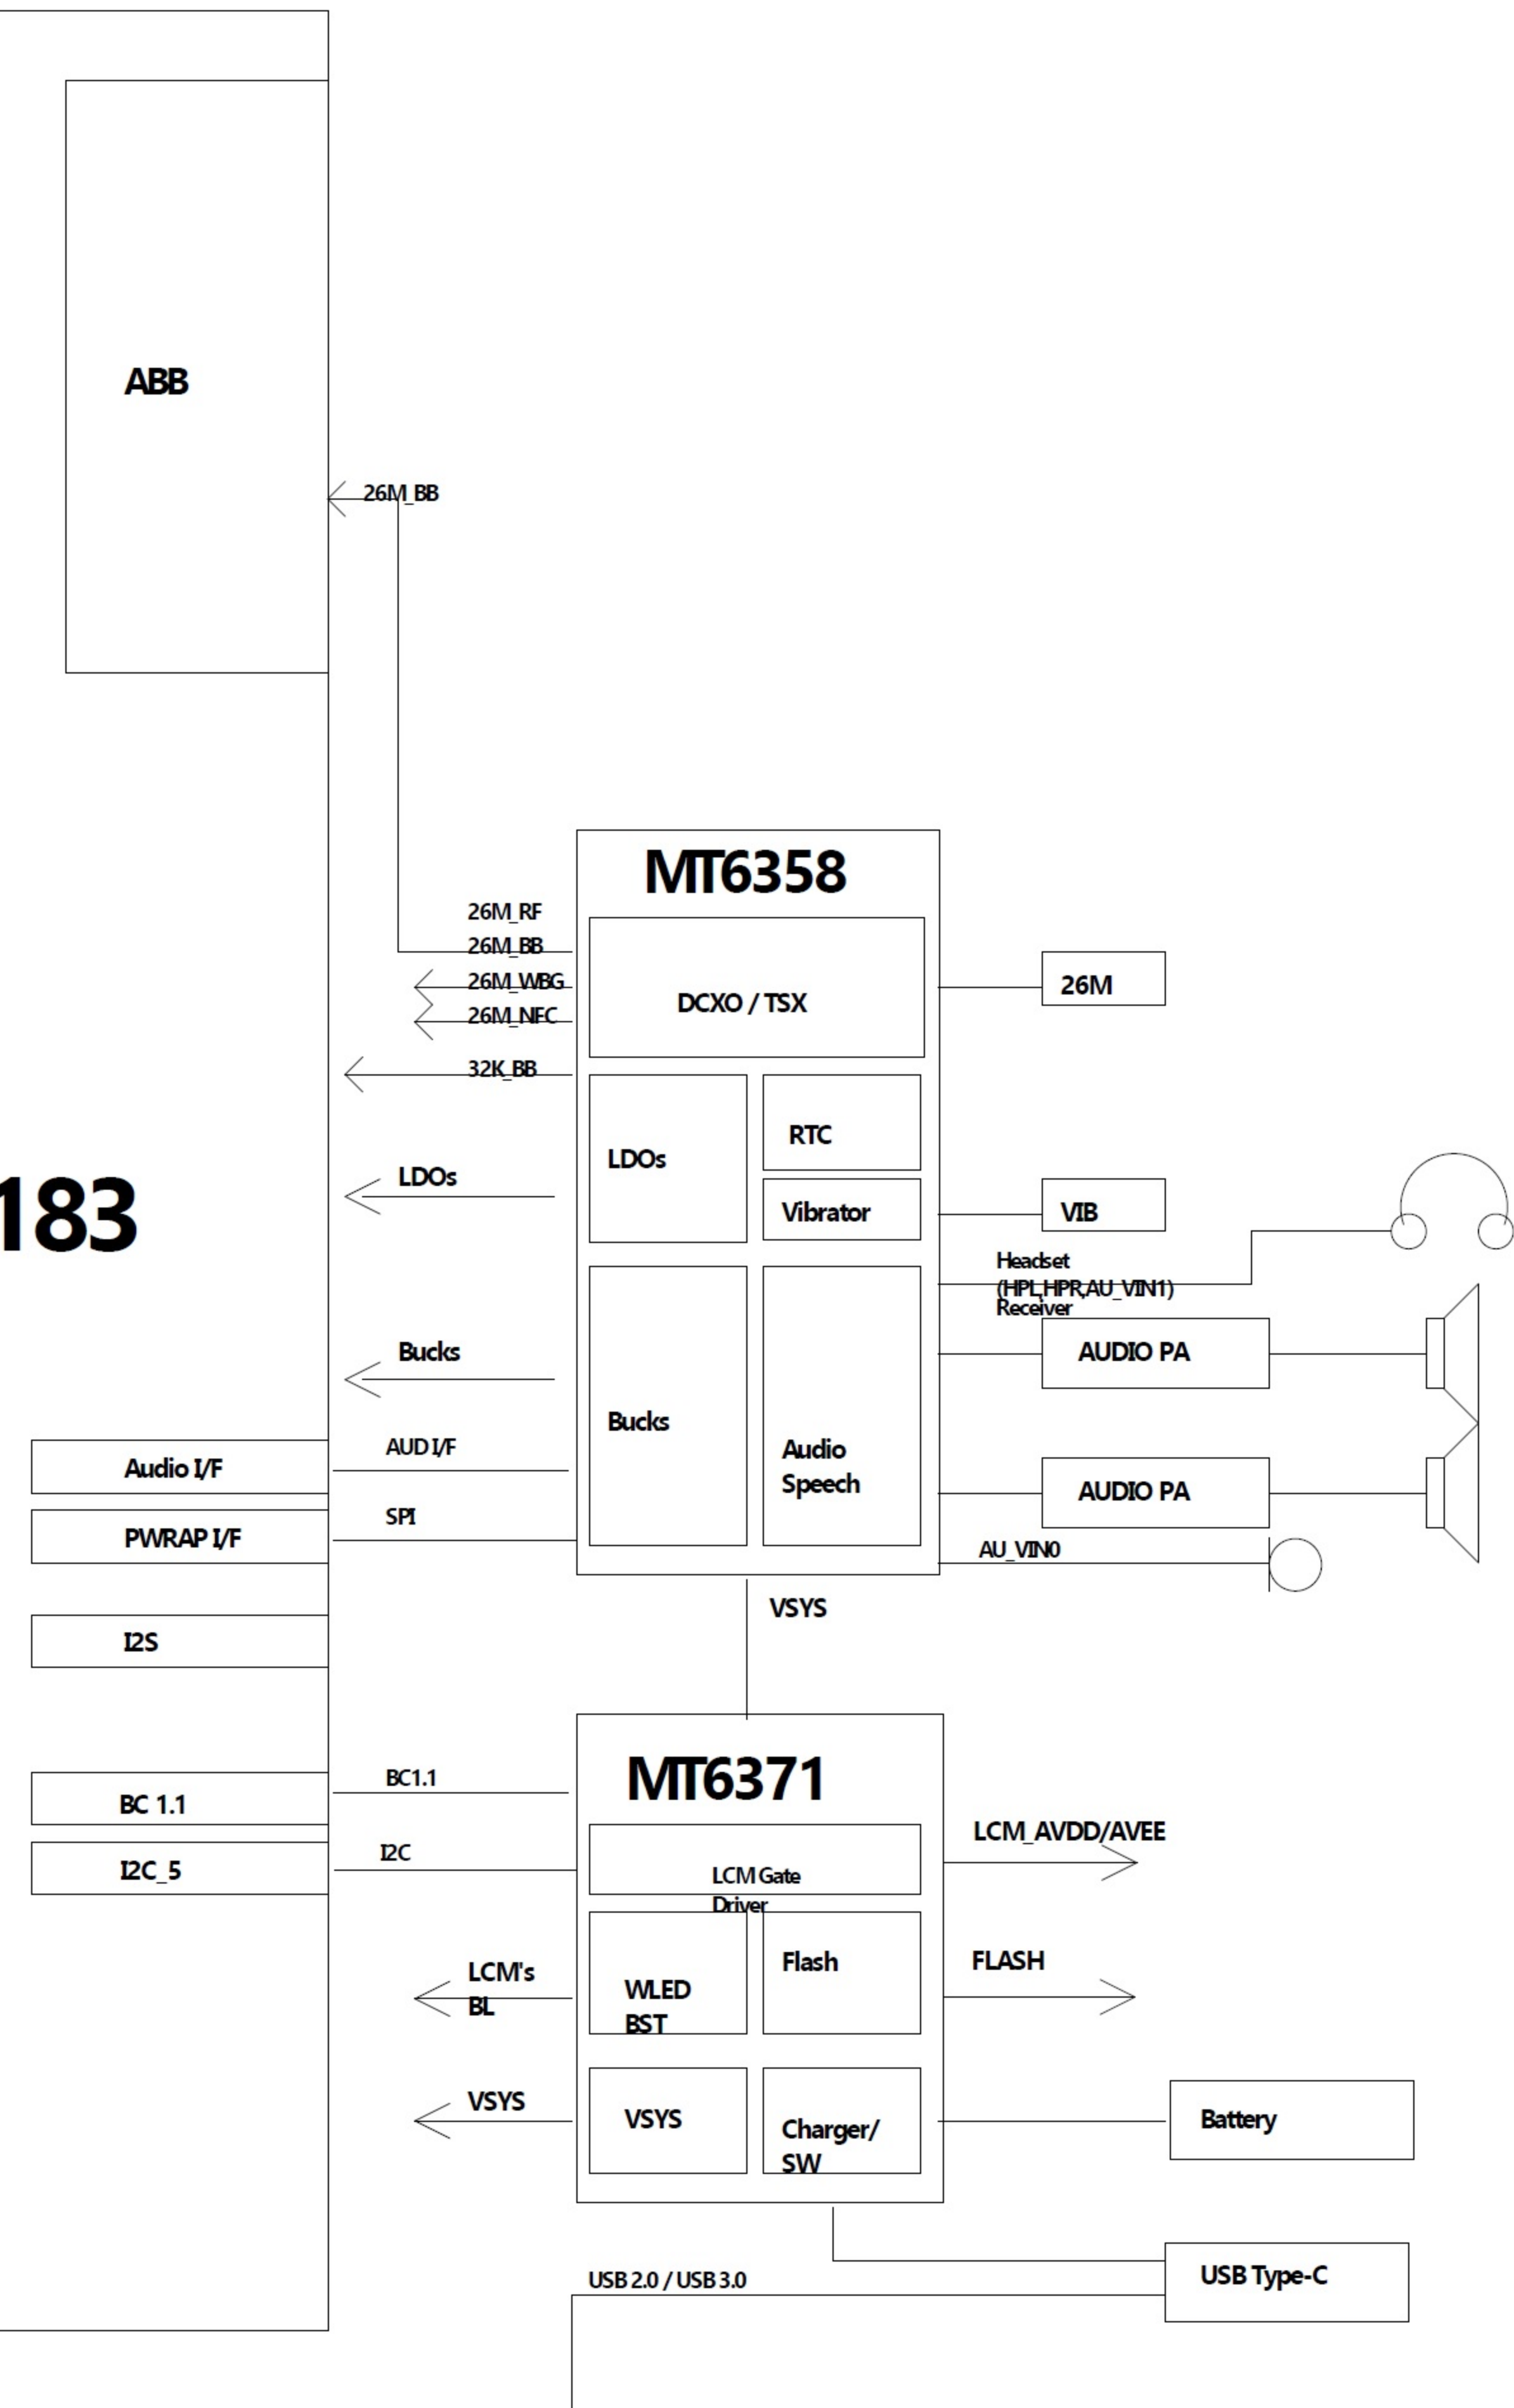 ABB
26M_BB
MT6358
26M_RF
26M_BB
26M_WBG
26M_NFC
32K_BB
DCXO / TSX
26M
LDOs
LDOs
RTC
Vibrator
VIB
183
Headset
(HPL,HPR,AU_VIN1)
Receiver
AUDIO PA
Bucks
Bucks
Audio
Speech
AUD I/F
Audio I/F
AUDIO PA
SPI
PWRAP I/F
AU_VIN0
VSYS
I2S
MT6371
BC1.1
BC 1.1
LCM_AVDD/AVEE
I2C
I2C_5
LCM Gate
Driver
LCM's
BL
WLED
BST
Flash
FLASH
VSYS
VSYS
Charger/
SW
Battery
USB 2.0 / USB 3.0
USB Type-C